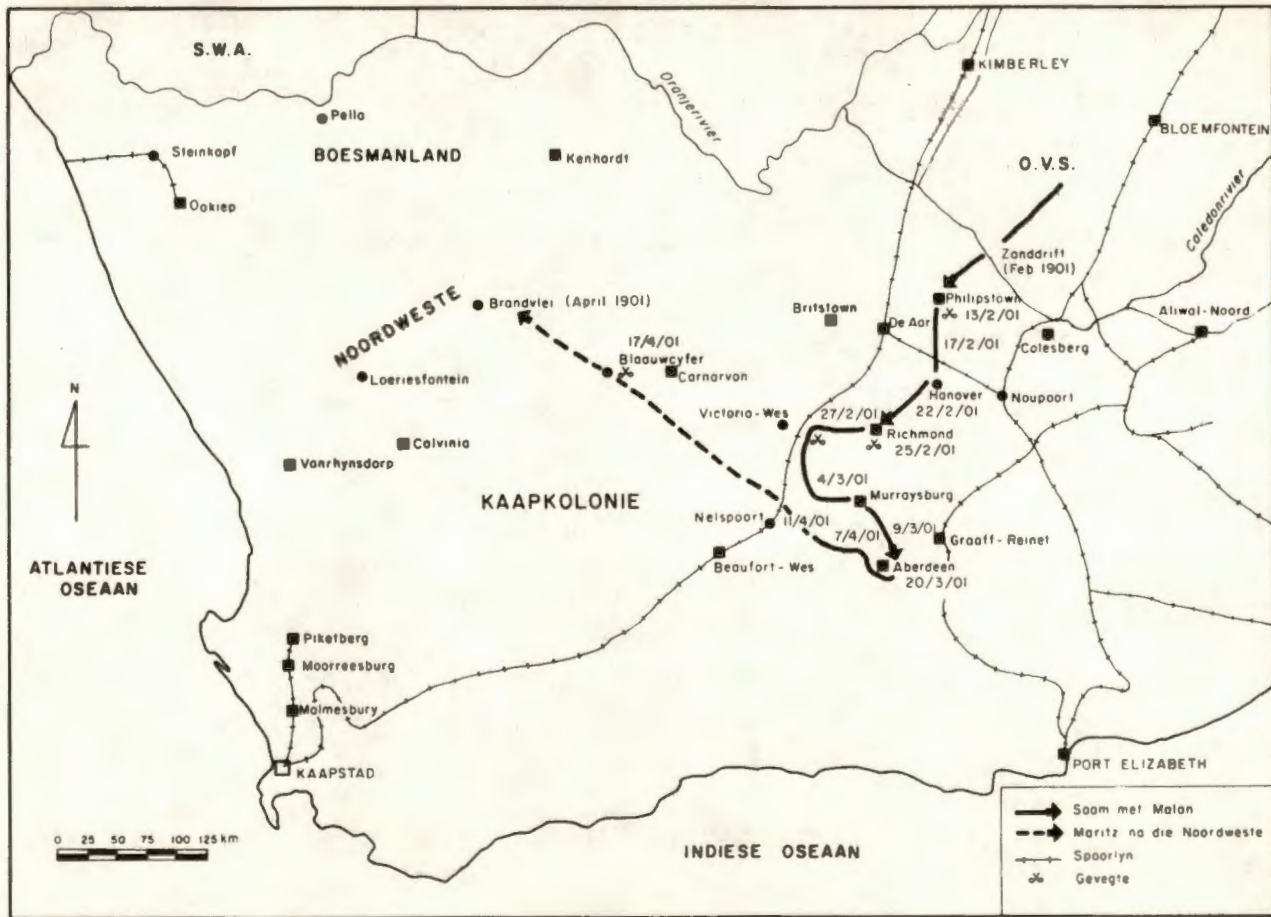 S.W.A.
KIMBERLEY
Oranjerivier
Pella
BLOEMFONTEIN
Steinkopf
BOESMANLAND
Kenhardt
O.V.S.
Ookiep
Caledonrivier
Zanddrift
(Feb 1901)
Brandvlei (April 1901)
Philipstown
13/2/01
Britstown
De Aar
Aliwal-Noord
NOORDWESTE
17/2/01
Colesberg
17/4/01
Blaauwcyfer
Carnarvon
Loeriesfontein
N
Hanover
22/2/01
Noupoort
27/2/01
Victoria-Wes
Richmond
25/2/01
Calvinia
Vanrhynsdorp
4/3/01
KAAPKOLONIE
Murraysburg
Nelspoort
11/4/01
7/4/01
9/3/01
Graaff-Reinet
Beaufort-Wes
Aberdeen
20/3/01
ATLANTIESE
OSEAAN
Piketberg
Moorreesburg
Malmesbury
KAAPSTAD
PORT ELIZABETH
0 25 50 75 100 125 km
INDIESE OSEAAN
Saam met Malan
Maritz na die Noordweste
Spoorlyn
Gevegte